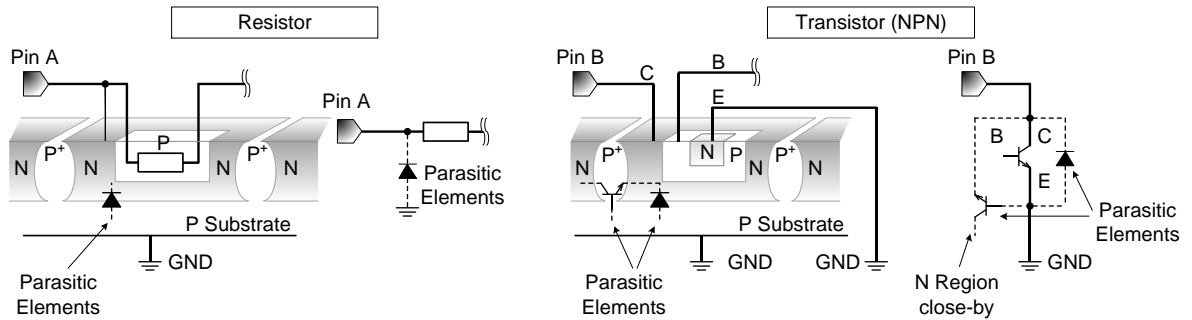 Resistor
Transistor (NPN)
Pin A
Pin A
N
P+
N
P
N
P+
N
Parasitic
Elements
P Substrate
GND
Parasitic
Elements
Pin B
C
B
E
N
P+
N
N
P
N
P+
N
P Substrate
GND
GND
Parasitic
Elements
Pin B
B
C
E
Parasitic
Elements
GND
N Region
close-by